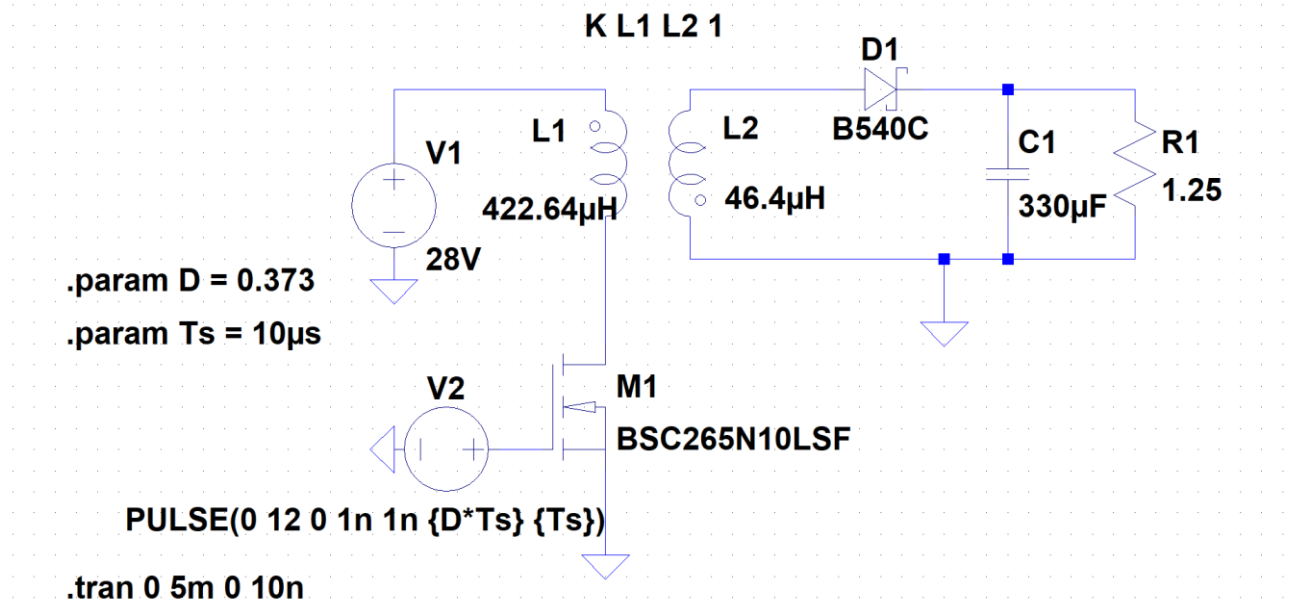 K L1 L2 1
D1
B540C
L1
L2
V1
C1
R1
422.64µH
46.4µH
330µF
1.25
28V
.param D = 0.373
.param Ts = 10µs
V2
M1
BSC265N10LSF
PULSE(0 12 0 1n 1n {D*Ts} {Ts})
.tran 0 5m 0 10n